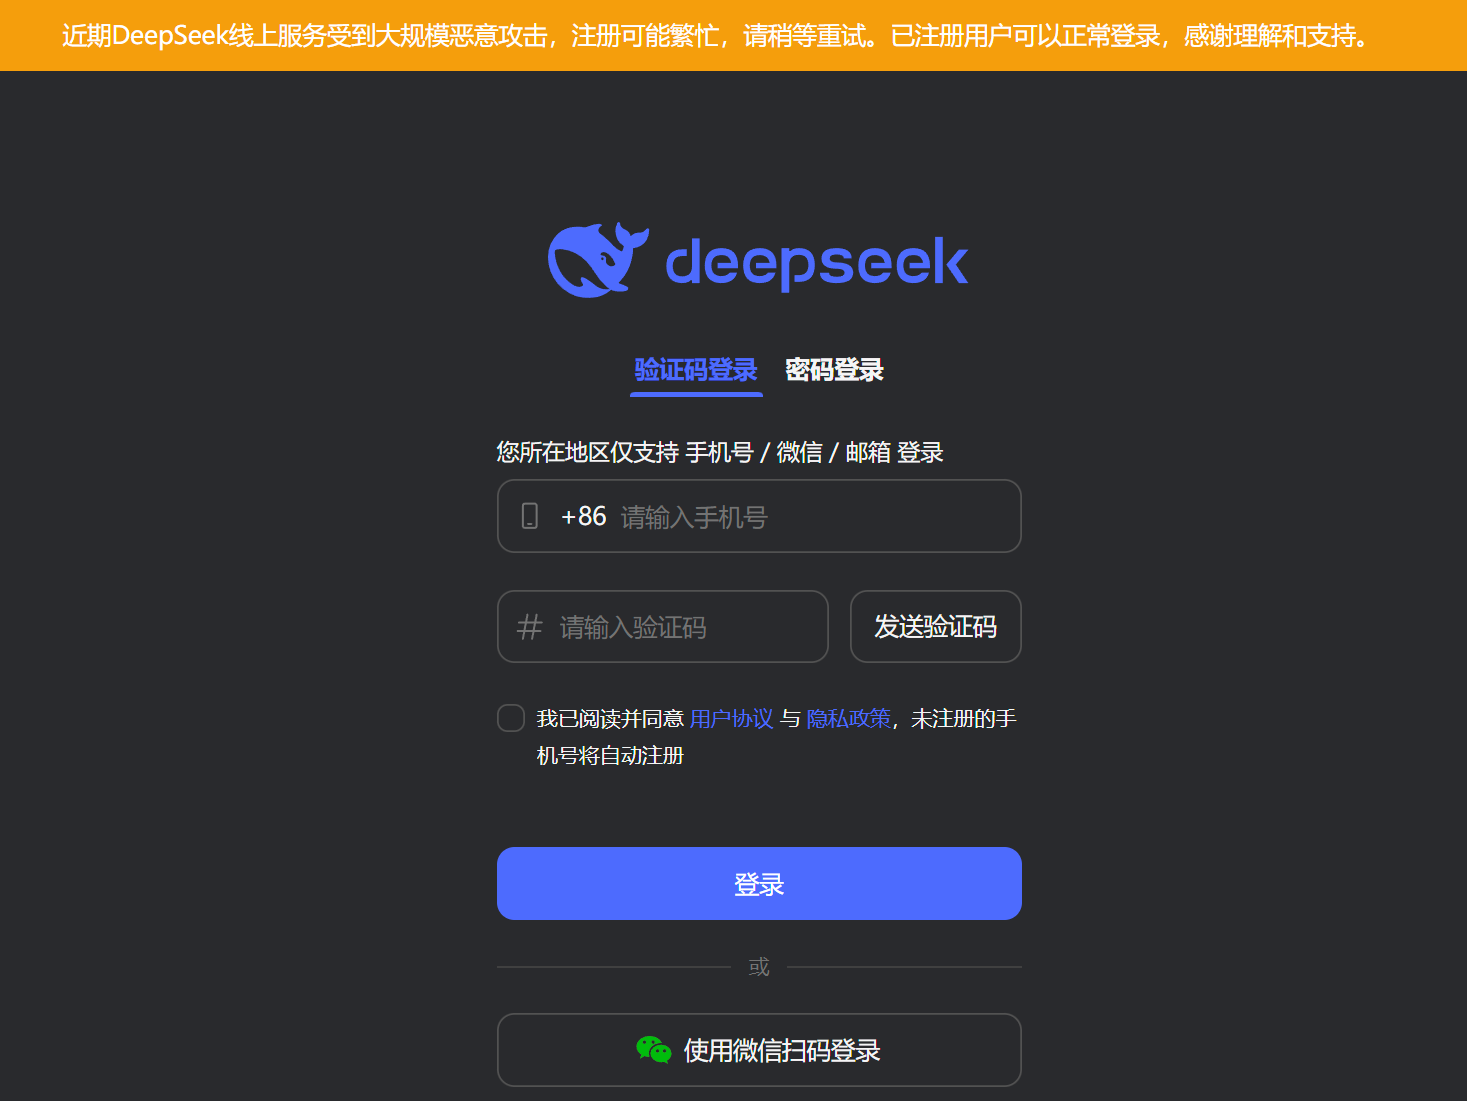 近期DeepSeek线上服务受到大规模恶意攻击，注册可能繁忙，请稍等重试。已注册用户可以正常登录，感谢理解和支持。
deepseek
验证码登录 密码登录
您所在地区仅支持 手机号 / 微信 / 邮箱 登录
+86 请输入手机号
请输入验证码 发送验证码
我已阅读并同意 用户协议 与 隐私政策，未注册的手
机号将自动注册
登录
或
使用微信扫码登录